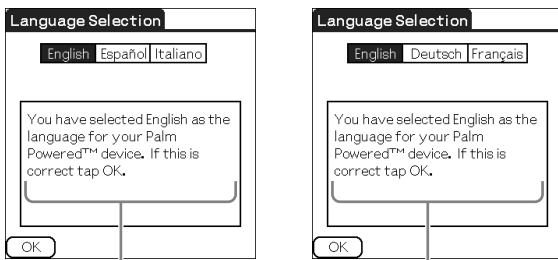 Language Selection
English Español Italiano
You have selected English as the
language for your Palm
Powered™ device. If this is
correct tap OK.
OK
Language Selection
English Deutsch Français
You have selected English as the
language for your Palm
Powered™ device. If this is
correct tap OK.
OK